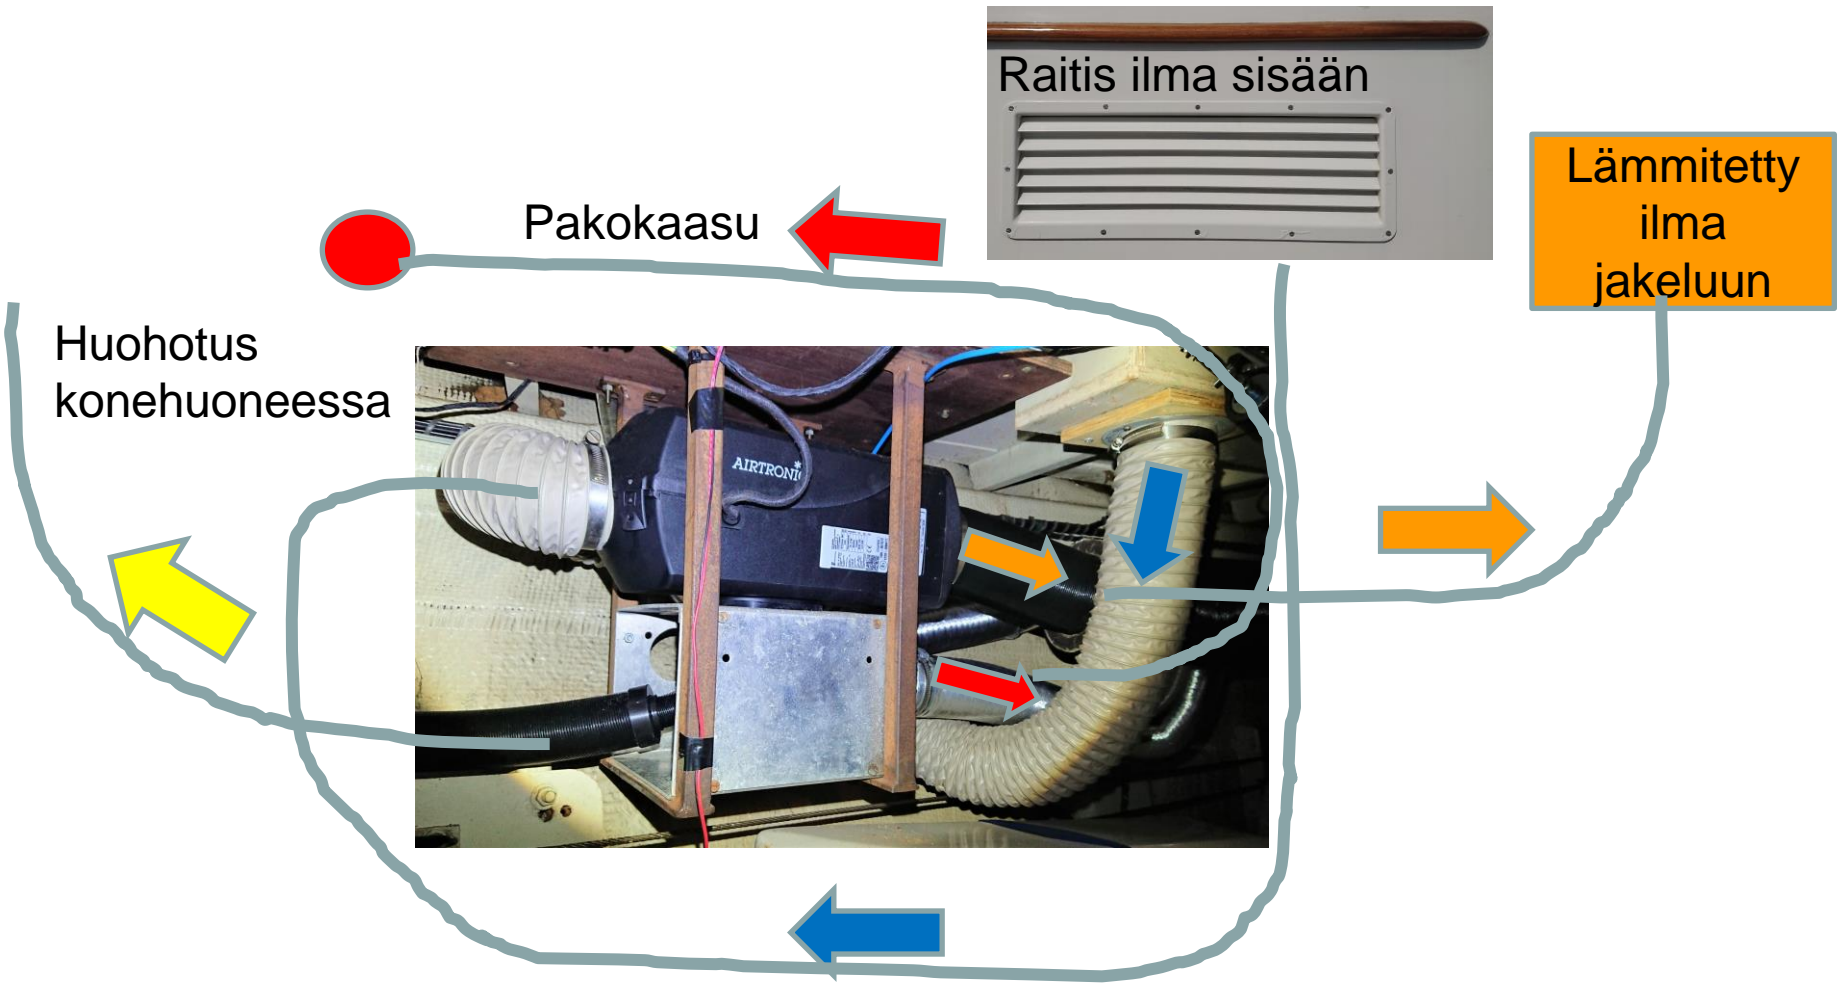 Raitis ilma sisään
Lämmitetty
ilma
jakeluun
Pakokaasu
Huohotus
konehuoneessa
AIRTRONIC